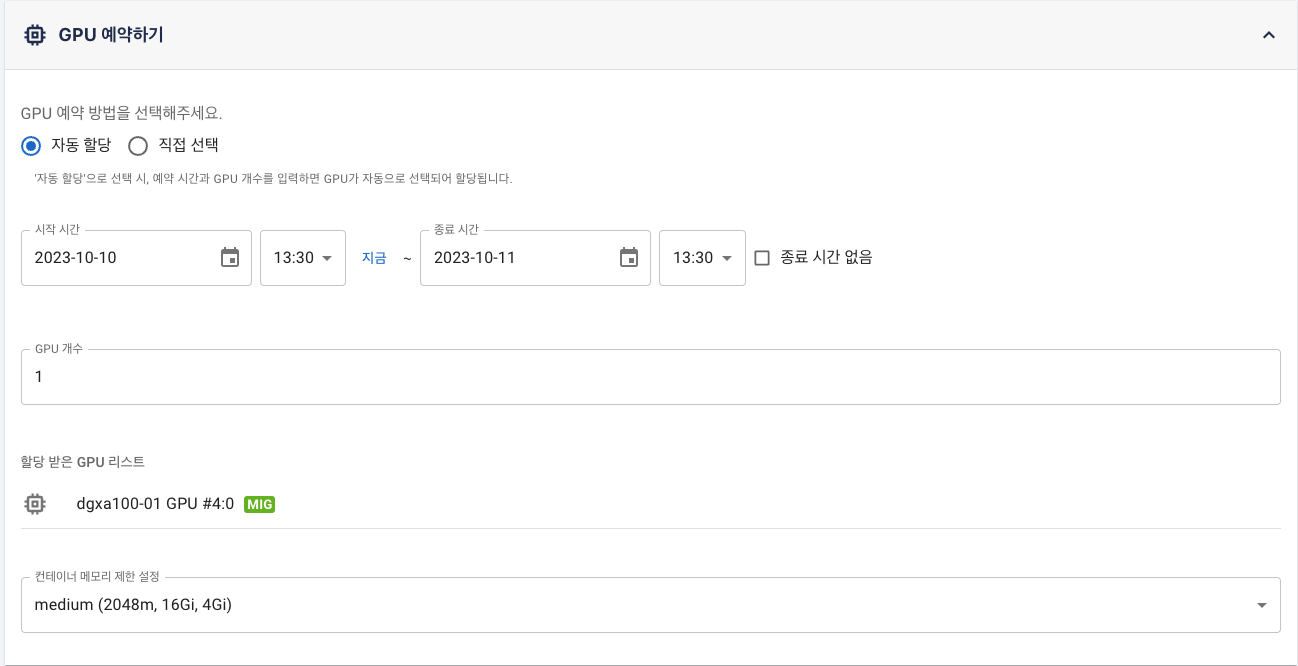 GPU 예약하기
GPU 예약 방법을 선택해주세요.
자동 할당 직접 선택
'자동 할당'으로 선택 시, 예약 시간과 GPU 개수를 입력하면 GPU가 자동으로 선택되어 할당됩니다.
시작 시간 종료 시간
2023-10-10 13:30 지금 ~ 2023-10-11 13:30 종료 시간 없음
GPU 개수
1
할당 받은 GPU 리스트
dgxa100-01 GPU #4:0 MIG
컨테이너 메모리 제한 설정
medium (2048m, 16Gi, 4Gi)